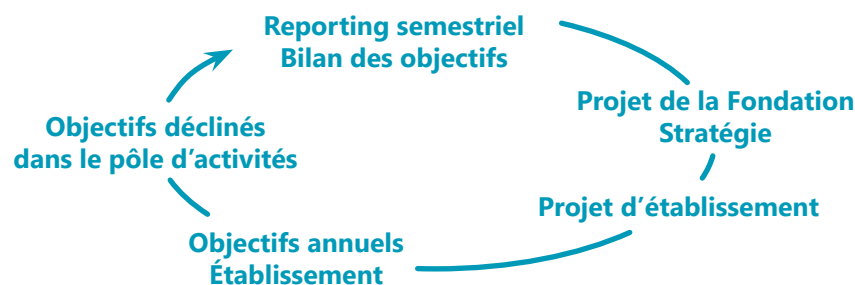 Reporting semestriel
Bilan des objectifs
Projet de la Fondation
Stratégie
Projet d’établissement
Objectifs annuels
Établissement
Objectifs déclinés
dans le pôle d’activités